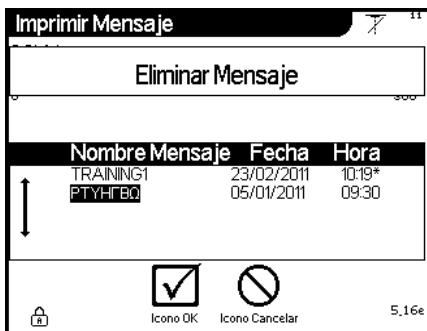 Imprimir Mensaje
11
Eliminar Mensaje
Nombre Mensaje Fecha Hora
TRAINING1 23/02/2011 10:19*
ΡΤΥΗΓΒΩ 05/01/2011 09:30
Icono OK Icono Cancelar
A
5,16e